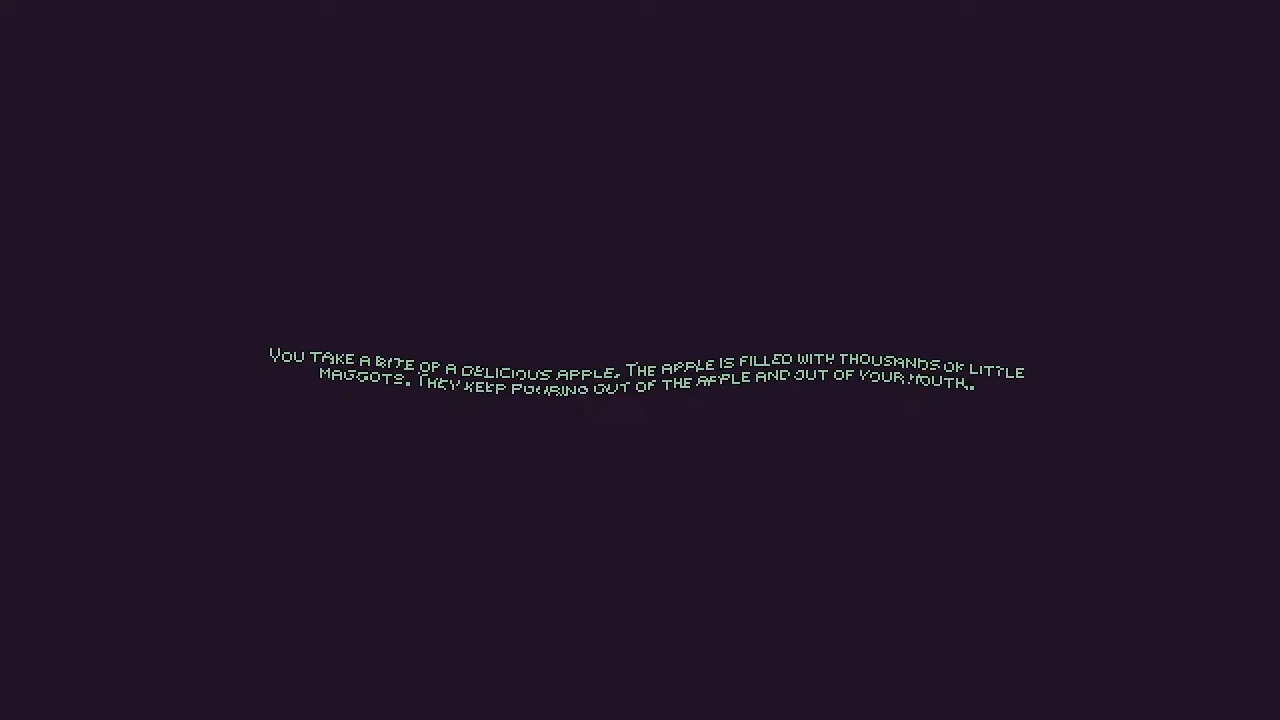 You take a bite of a delicious apple. The apple is filled with thousands of little
maggots. They keep pouring out of the apple and out of your mouth..